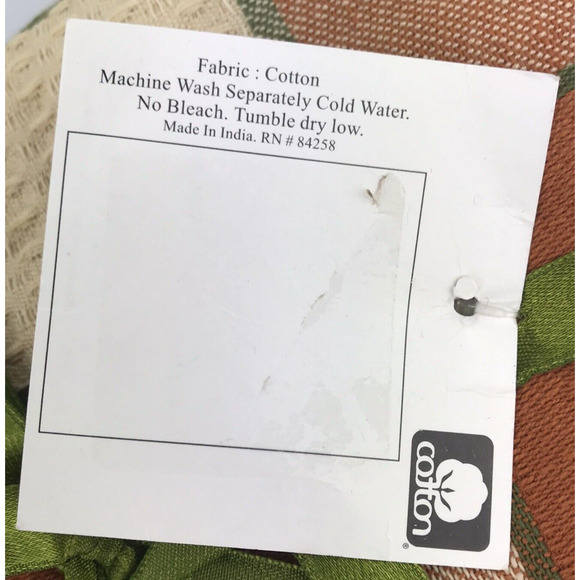 Fabric : Cotton
Machine Wash Separately Cold Water.
No Bleach. Tumble dry low.
Made In India. RN # 84258
cotton
®